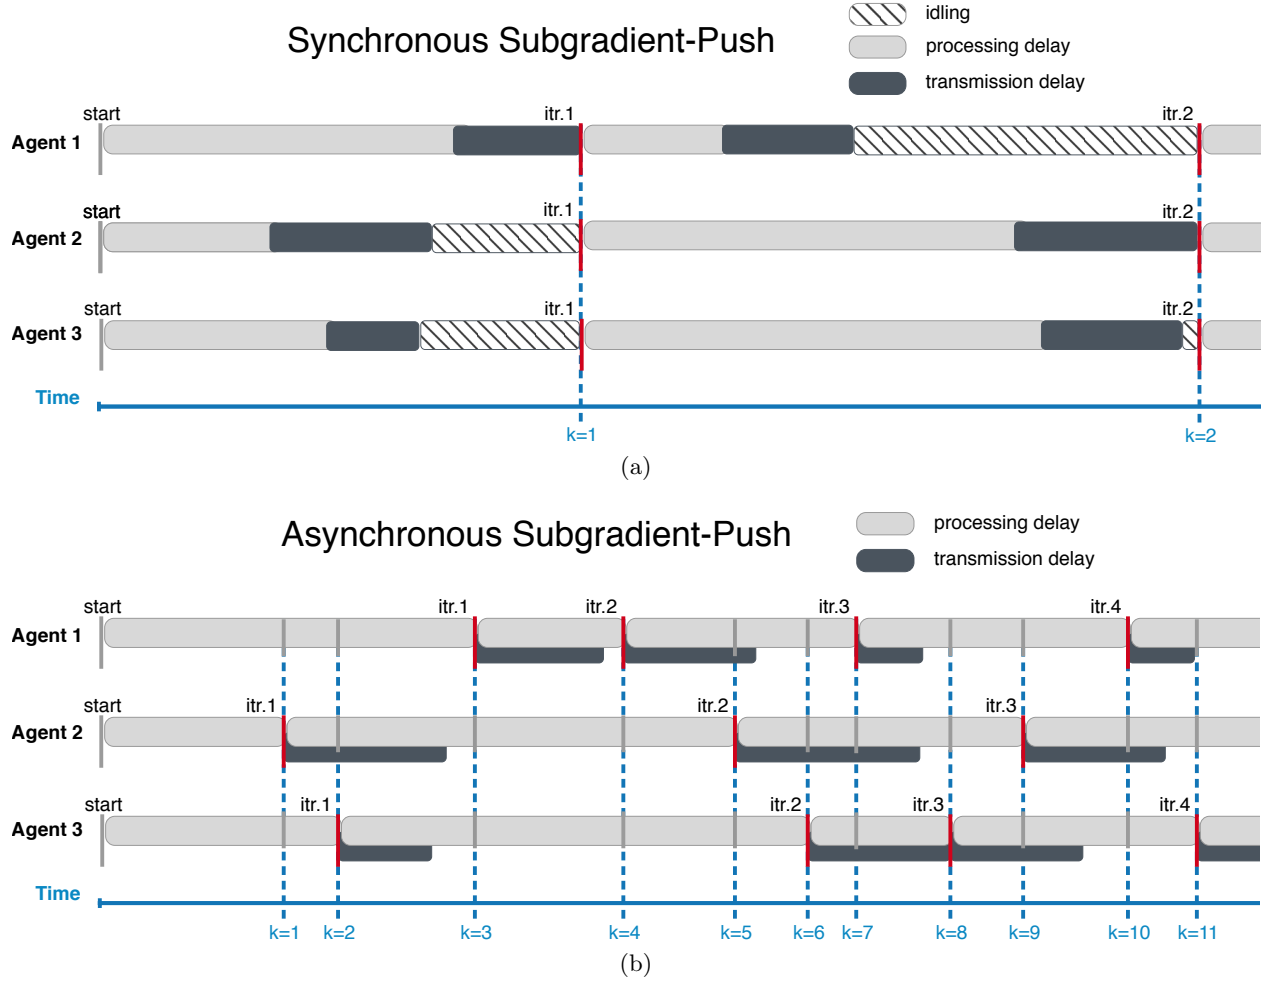 Synchronous Subgradient-Push
idling
processing delay
transmission delay
start
itr.1
itr.2
Agent 1
start
itr.1
itr.2
Agent 2
start
itr.1
itr.2
Agent 3
Time
k=1
k=2
(a)
Asynchronous Subgradient-Push
processing delay
transmission delay
start
itr.1
itr.2
itr.3
itr.4
Agent 1
start
itr.1
itr.2
itr.3
Agent 2
start
itr.1
itr.2
itr.3
itr.4
Agent 3
Time
k=1
k=2
k=3
k=4
k=5
k=6
k=7
k=8
k=9
k=10
k=11
(b)